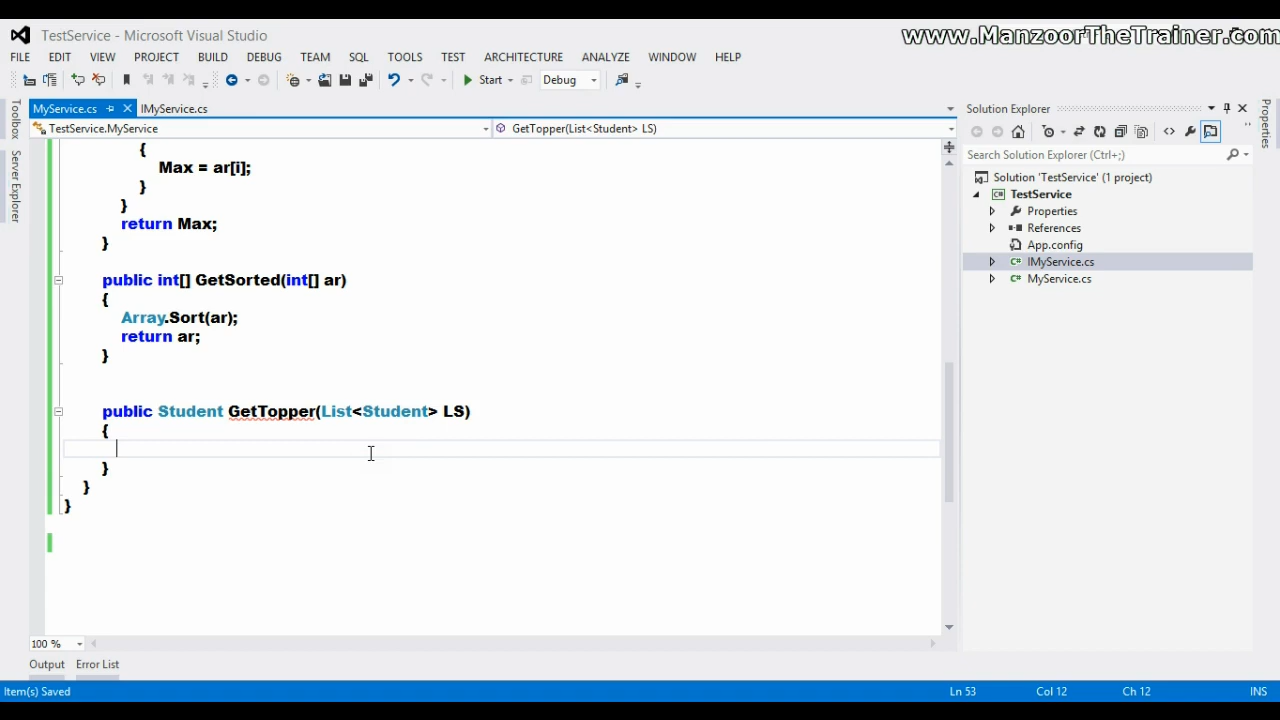 www.ManzoorTheTrainer.com
TestService - Microsoft Visual Studio
FILE EDIT VIEW PROJECT BUILD DEBUG TEAM SQL TOOLS TEST ARCHITECTURE ANALYZE WINDOW HELP
Start Debug
MyService.cs IMyService.cs
TestService.MyService GetTopper(List<Student> LS)
{
Max = ar[i];
}
}
return Max;
}
public int[] GetSorted(int[] ar)
{
Array.Sort(ar);
return ar;
}
public Student GetTopper(List<Student> LS)
{
}
}
}
100 %
Output Error List
Item(s) Saved Ln 53 Col 12 Ch 12 INS
Toolbox
Server Explorer
Solution Explorer
Search Solution Explorer (Ctrl+;)
Solution 'TestService' (1 project)
TestService
Properties
References
App.config
IMyService.cs
MyService.cs
Properties